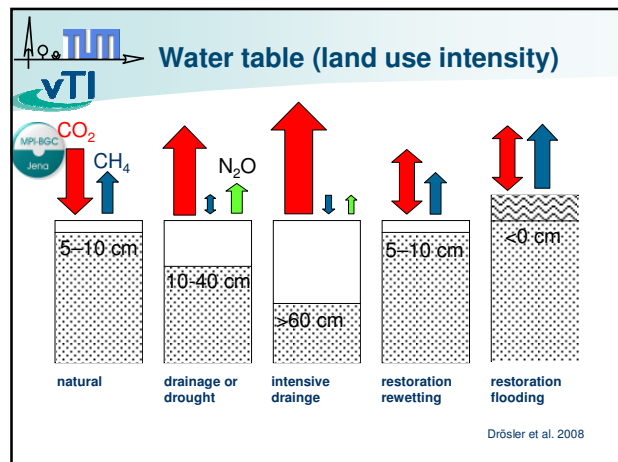 TUM
Water table (land use intensity)
vTI
MPI-BGC
Jena
CO₂
CH₄
N₂O
5–10 cm
10-40 cm
>60 cm
5–10 cm
<0 cm
natural
drainage or
drought
intensive
drainge
restoration
rewetting
restoration
flooding
Drösler et al. 2008